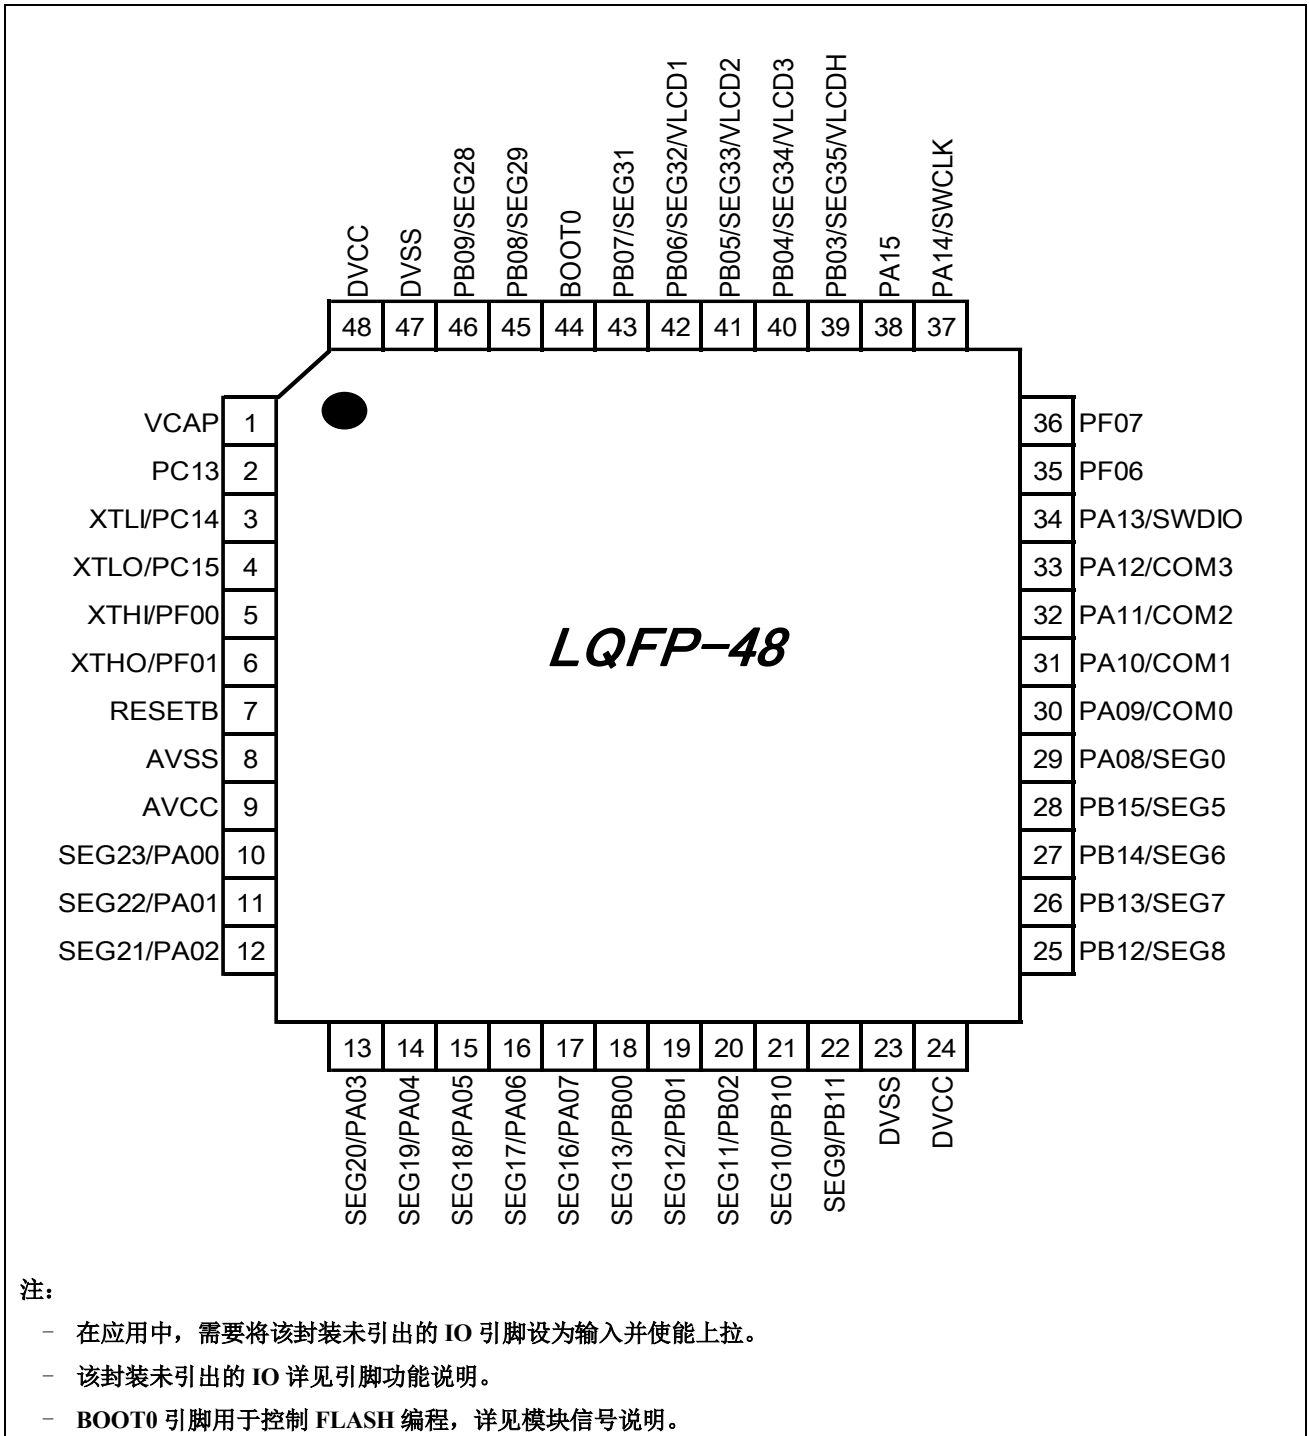 DVCC
DVSS
PB09/SEG28
PB08/SEG29
BOOT0
PB07/SEG31
PB06/SEG32/VLCD1
PB05/SEG33/VLCD2
PB04/SEG34/VLCD3
PB03/SEG35/VLCDH
PA15
PA14/SWCLK
48 47 46 45 44 43 42 41 40 39 38 37
VCAP 1
PC13 2
XTLI/PC14 3
XTLO/PC15 4
XTHI/PF00 5
XTHO/PF01 6
RESETB 7
AVSS 8
AVCC 9
SEG23/PA00 10
SEG22/PA01 11
SEG21/PA02 12
LQFP-48
36 PF07
35 PF06
34 PA13/SWDIO
33 PA12/COM3
32 PA11/COM2
31 PA10/COM1
30 PA09/COM0
29 PA08/SEG0
28 PB15/SEG5
27 PB14/SEG6
26 PB13/SEG7
25 PB12/SEG8
13 14 15 16 17 18 19 20 21 22 23 24
SEG20/PA03
SEG19/PA04
SEG18/PA05
SEG17/PA06
SEG16/PA07
SEG13/PB00
SEG12/PB01
SEG11/PB02
SEG10/PB10
SEG9/PB11
DVSS
DVCC
注：
－ 在应用中，需要将该封装未引出的 IO 引脚设为输入并使能上拉。
－ 该封装未引出的 IO 详见引脚功能说明。
－ BOOT0 引脚用于控制 FLASH 编程，详见模块信号说明。